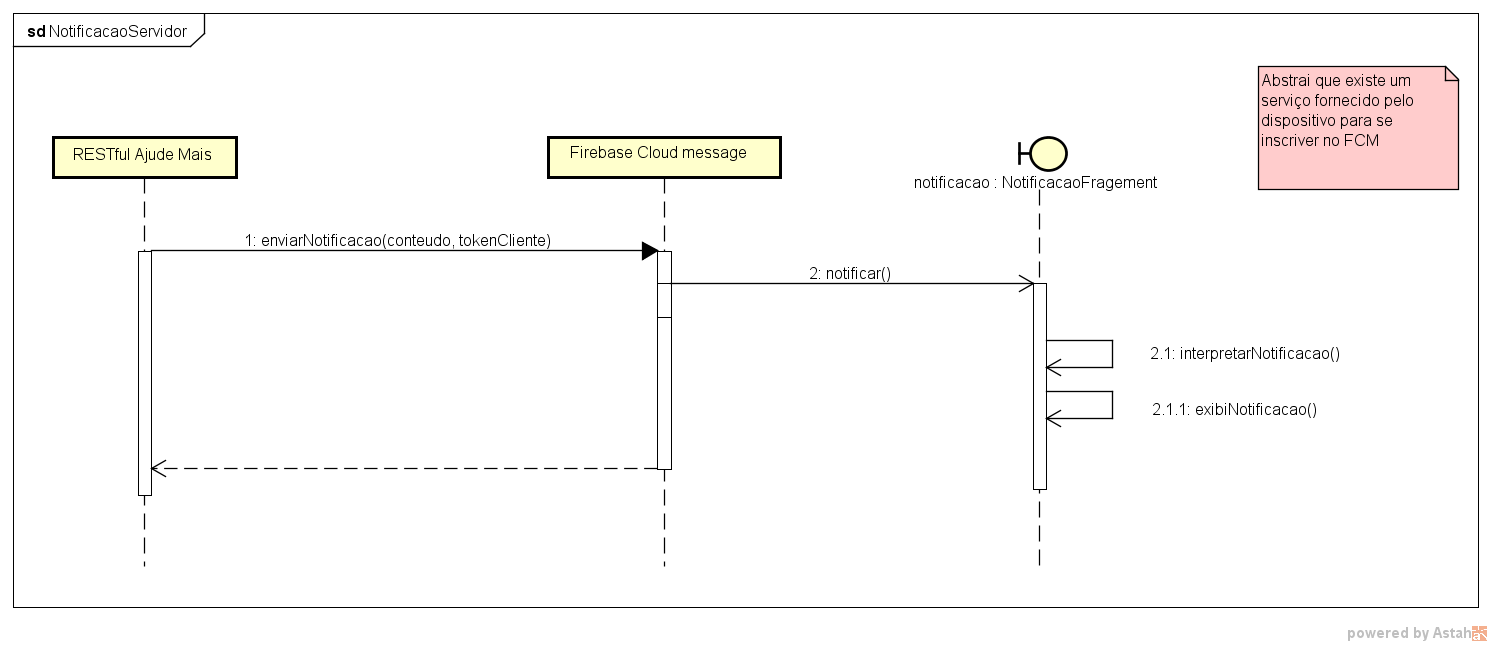 sd NotificacaoServidor
Abstrai que existe um
serviço fornecido pelo
dispositivo para se
inscriver no FCM
RESTful Ajude Mais
Firebase Cloud message
notificacao : NotificacaoFragement
1: enviarNotificacao(conteudo, tokenCliente)
2: notificar()
2.1: interpretarNotificacao()
2.1.1: exibiNotificacao()
powered by Astah